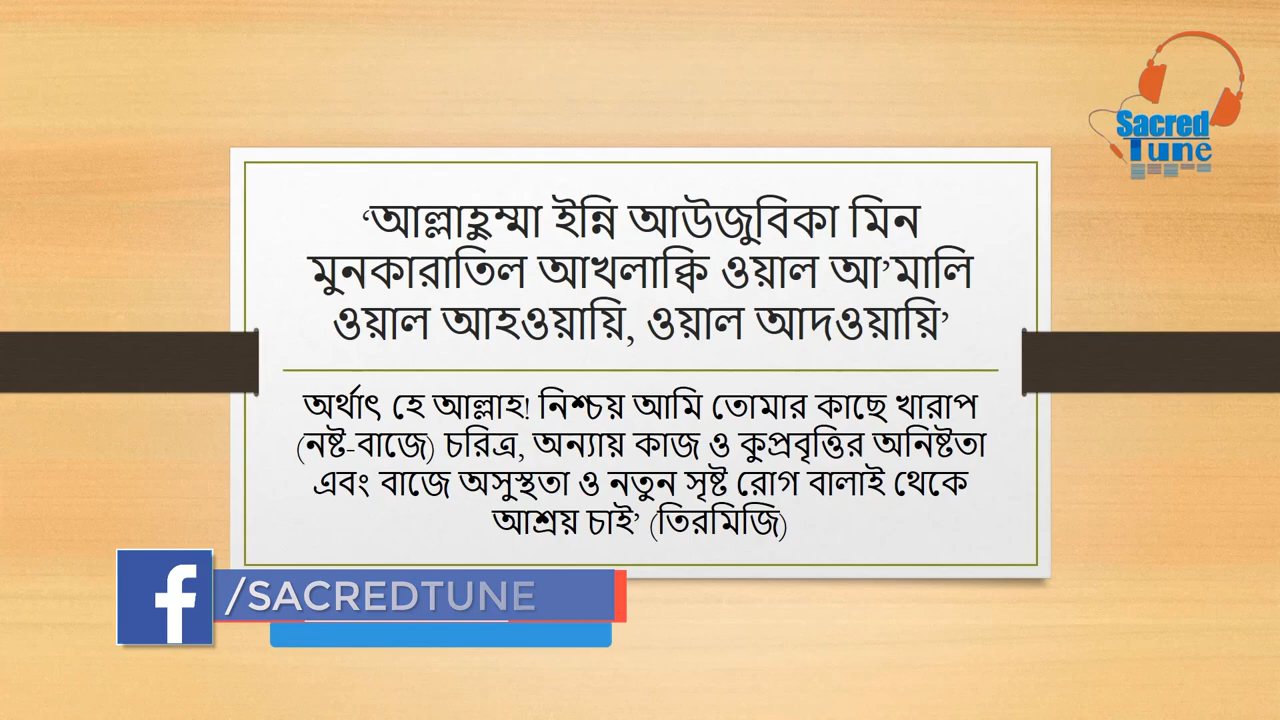 Sacred
Tune
‘আল্লাহুম্মা ইন্নি আউজুবিকা মিন
মুনকারাতিল আখলাক্বি ওয়াল আ’মালি
ওয়াল আহওয়ায়ি, ওয়াল আদওয়ায়ি’
অর্থাৎ হে আল্লাহ! নিশ্চয় আমি তোমার কাছে খারাপ
(নষ্ট-বাজে) চরিত্র, অন্যায় কাজ ও কুপ্রবৃত্তির অনিষ্টতা
এবং বাজে অসুস্থতা ও নতুন সৃষ্ট রোগ বালাই থেকে
আশ্রয় চাই’ (তিরমিজি)
f /SACREDTUNE